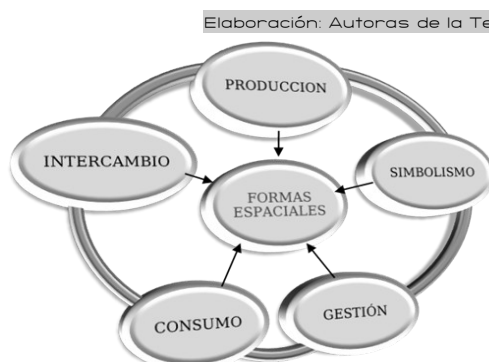 Elaboración: Autoras de la Te
PRODUCCION
INTERCAMBIO
SIMBOLISMO
FORMAS
ESPACIALES
CONSUMO
GESTIÓN